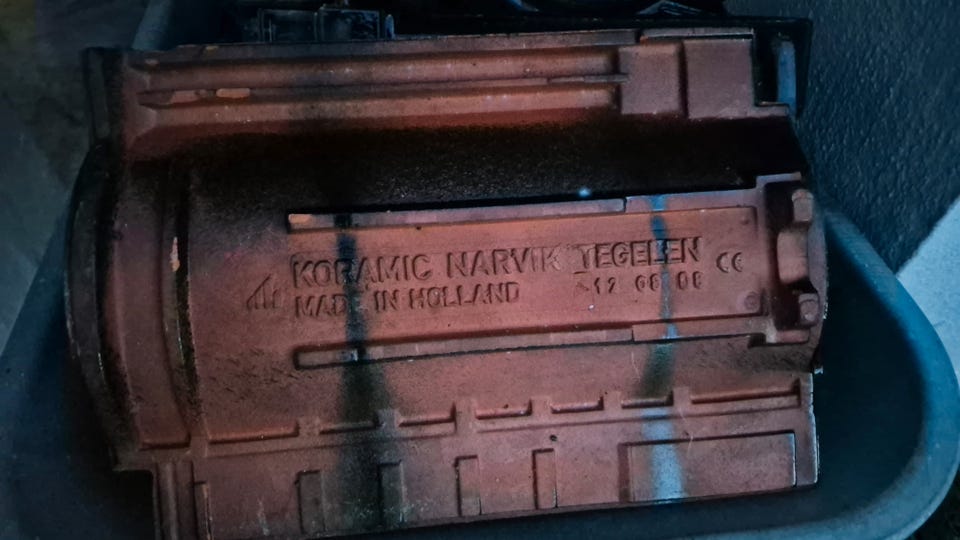 KORAMIC NARVIK TEGELEN CE
MADE IN HOLLAND 12 08 08